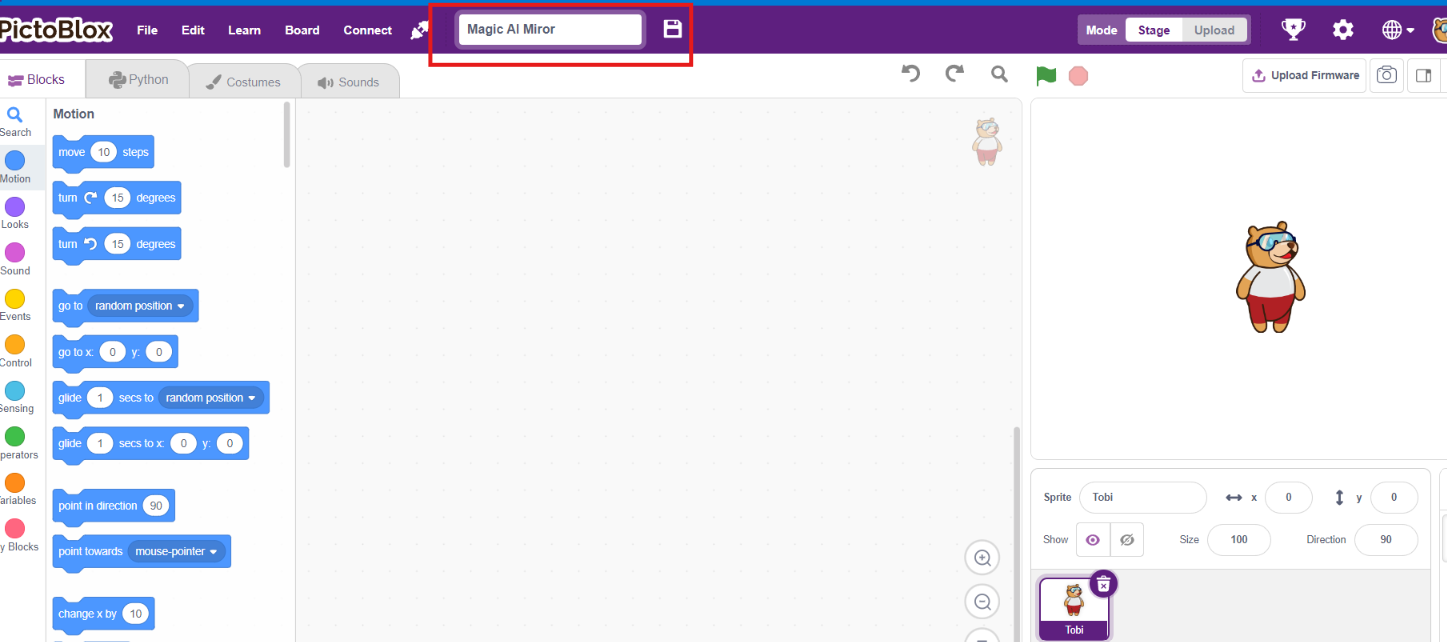 PictoBlox File Edit Learn Board Connect Magic AI Miror Mode Stage Upload
Blocks Python Costumes Sounds Upload Firmware
Search
Motion
Looks
Sound
Events
Control
Sensing
perators
ariables
y Blocks
Motion
move 10 steps
turn 15 degrees
turn 15 degrees
go to random position
go to x: 0 y: 0
glide 1 secs to random position
glide 1 secs to x: 0 y: 0
point in direction 90
point towards mouse-pointer
change x by 10
Sprite Tobi x 0 y 0
Show Size 100 Direction 90
Tobi